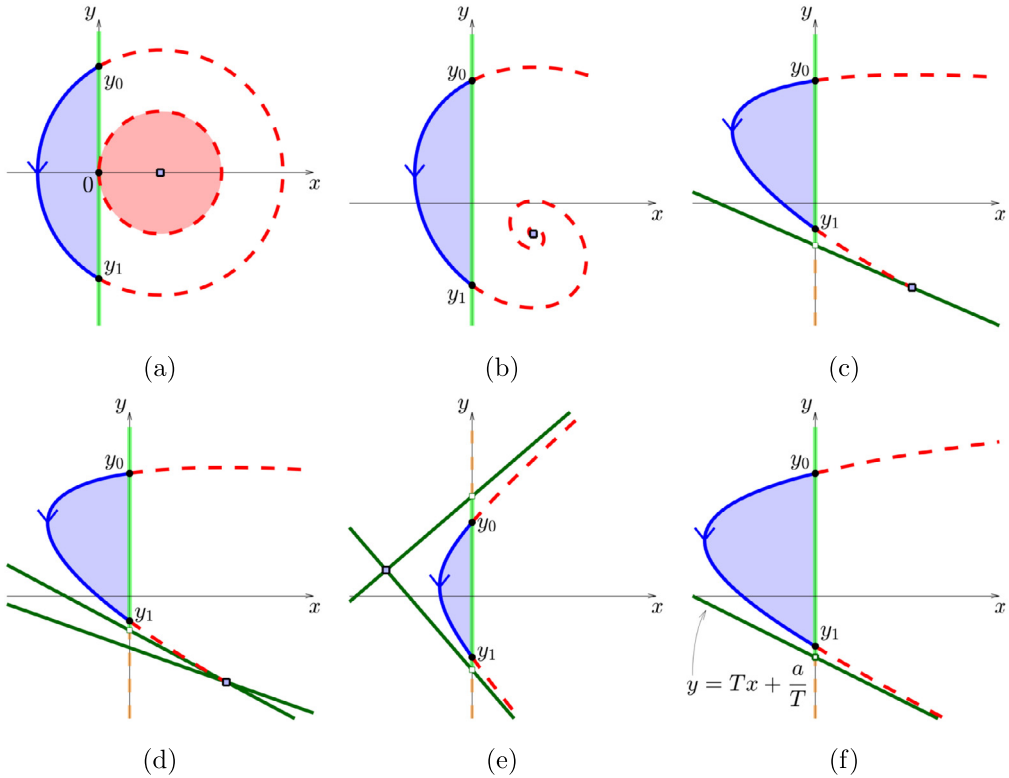 y
y₀
0
x
y₁
(a)
y
y₀
x
y₁
(b)
y
y₀
x
y₁
(c)
y
y₀
x
y₁
(d)
y
y₀
x
y₁
(e)
y
y₀
x
y₁
y = Tx + a/T
(f)